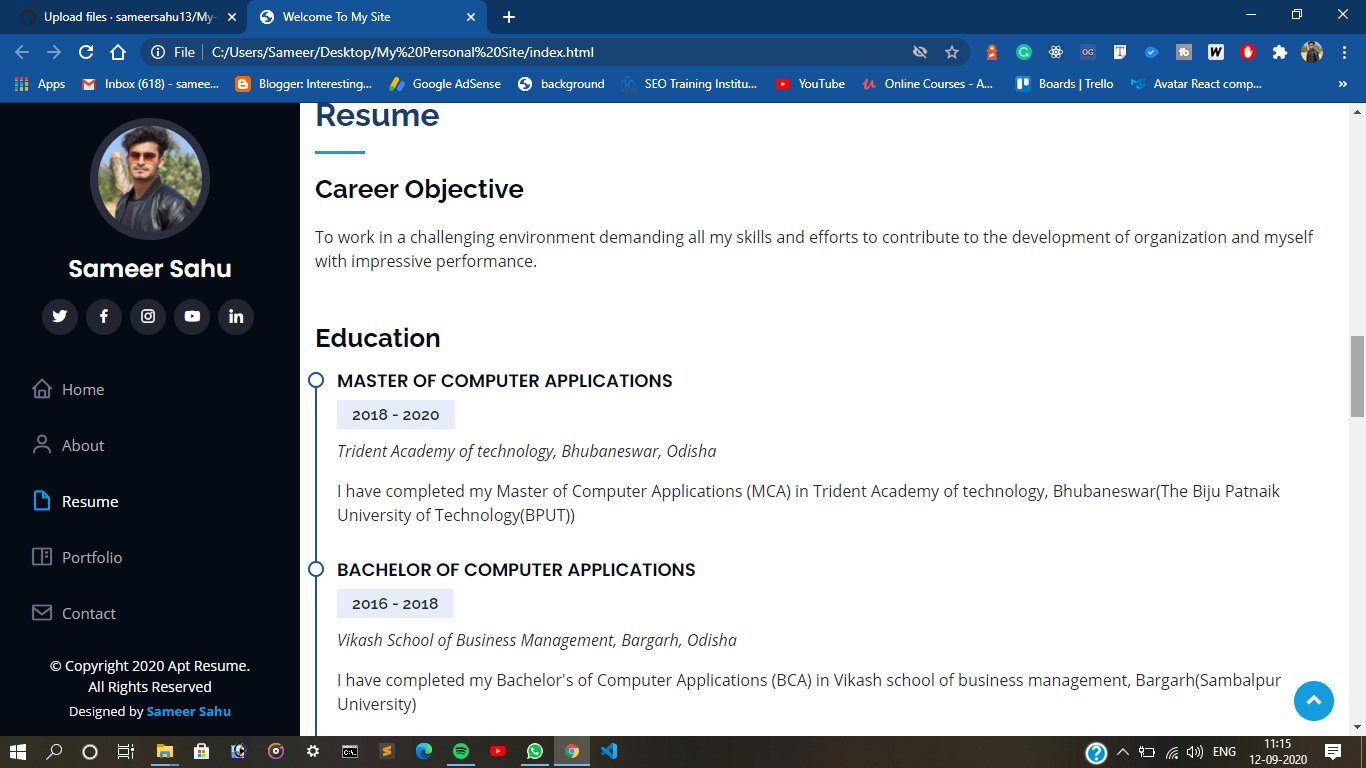 Upload files · sameersahu13/My-
Welcome To My Site
File
C:/Users/Sameer/Desktop/My%20Personal%20Site/index.html
Apps
Inbox (618) - samee...
Blogger: Interesting...
Google AdSense
background
SEO Training Institu...
YouTube
Online Courses - A...
Boards | Trello
Avatar React comp...
»
Sameer Sahu
Home
About
Resume
Portfolio
Contact
© Copyright 2020 Apt Resume.
All Rights Reserved
Designed by Sameer Sahu
Resume
Career Objective
To work in a challenging environment demanding all my skills and efforts to contribute to the development of organization and myself
with impressive performance.
Education
MASTER OF COMPUTER APPLICATIONS
2018 - 2020
Trident Academy of technology, Bhubaneswar, Odisha
I have completed my Master of Computer Applications (MCA) in Trident Academy of technology, Bhubaneswar(The Biju Patnaik
University of Technology(BPUT))
BACHELOR OF COMPUTER APPLICATIONS
2016 - 2018
Vikash School of Business Management, Bargarh, Odisha
I have completed my Bachelor's of Computer Applications (BCA) in Vikash school of business management, Bargarh(Sambalpur
University)
ENG
11:15
12-09-2020